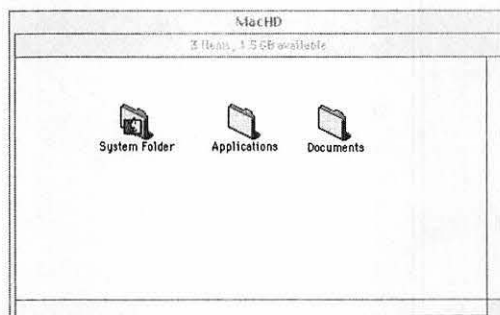 MacHD
3 items, 1.5 GB available
System Folder
Applications
Documents